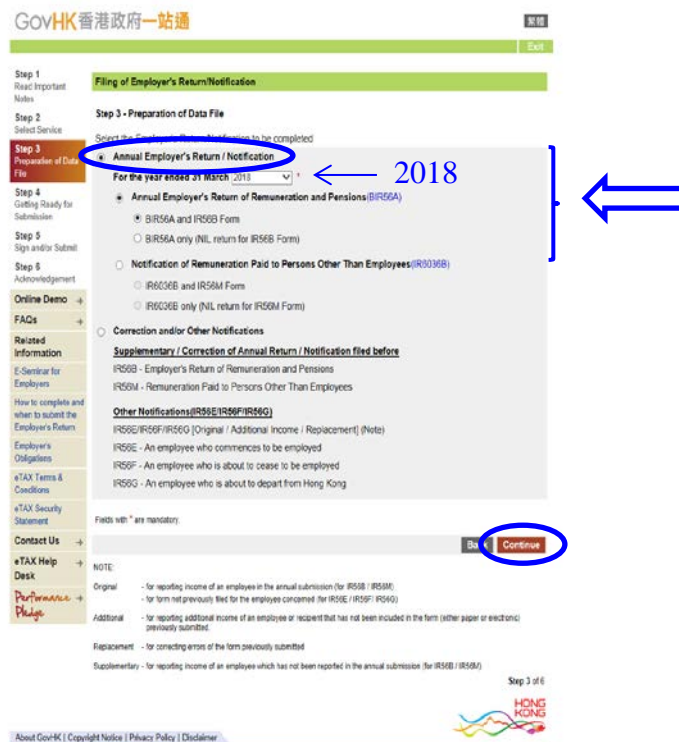 GovHK香港政府一站通
繁體
Exit
Step 1
Read Important
Notes
Step 2
Select Service
Step 3
Preparation of Data
File
Step 4
Getting Ready for
Submission
Step 5
Sign and/or Submit
Step 6
Acknowledgement
Online Demo +
FAQs +
Related
Information
E-Seminar for
Employers
How to complete and
when to submit the
Employer's Return
Employer's
Obligations
eTAX Terms &
Conditions
eTAX Security
Statement
Contact Us +
eTAX Help +
Desk
Performance +
Pledge
Filing of Employer's Return/Notification
Step 3 - Preparation of Data File
Select the Employer's Return/Notification to be completed
Annual Employer's Return / Notification
For the year ended 31 March 2018 *
2018
Annual Employer's Return of Remuneration and Pensions(BIR56A)
BIR56A and IR56B Form
BIR56A only (NIL return for IR56B Form)
Notification of Remuneration Paid to Persons Other Than Employees(IR6036B)
IR6036B and IR56M Form
IR6036B only (NIL return for IR56M Form)
Correction and/or Other Notifications
Supplementary / Correction of Annual Return / Notification filed before
IR56B - Employer's Return of Remuneration and Pensions
IR56M - Remuneration Paid to Persons Other Than Employees
Other Notifications(IR56E/IR56F/IR56G)
IR56E/IR56F/IR56G [Original / Additional Income / Replacement] (Note)
IR56E - An employee who commences to be employed
IR56F - An employee who is about to cease to be employed
IR56G - An employee who is about to depart from Hong Kong
Fields with * are mandatory.
Back Continue
NOTE:
Original - for reporting income of an employee in the annual submission (for IR56B / IR56M)
- for form not previously filed for the employee concerned (for IR56E / IR56F/ IR56G)
Additional - for reporting additional income of an employee or recipient that has not been included in the form (either paper or electronic)
previously submitted.
Replacement - for correcting errors of the form previously submitted
Supplementary - for reporting income of an employee which has not been reported in the annual submission (for IR56B / IR56M)
Step 3 of 6
HONG
KONG
About GovHK | Copyright Notice | Privacy Policy | Disclaimer